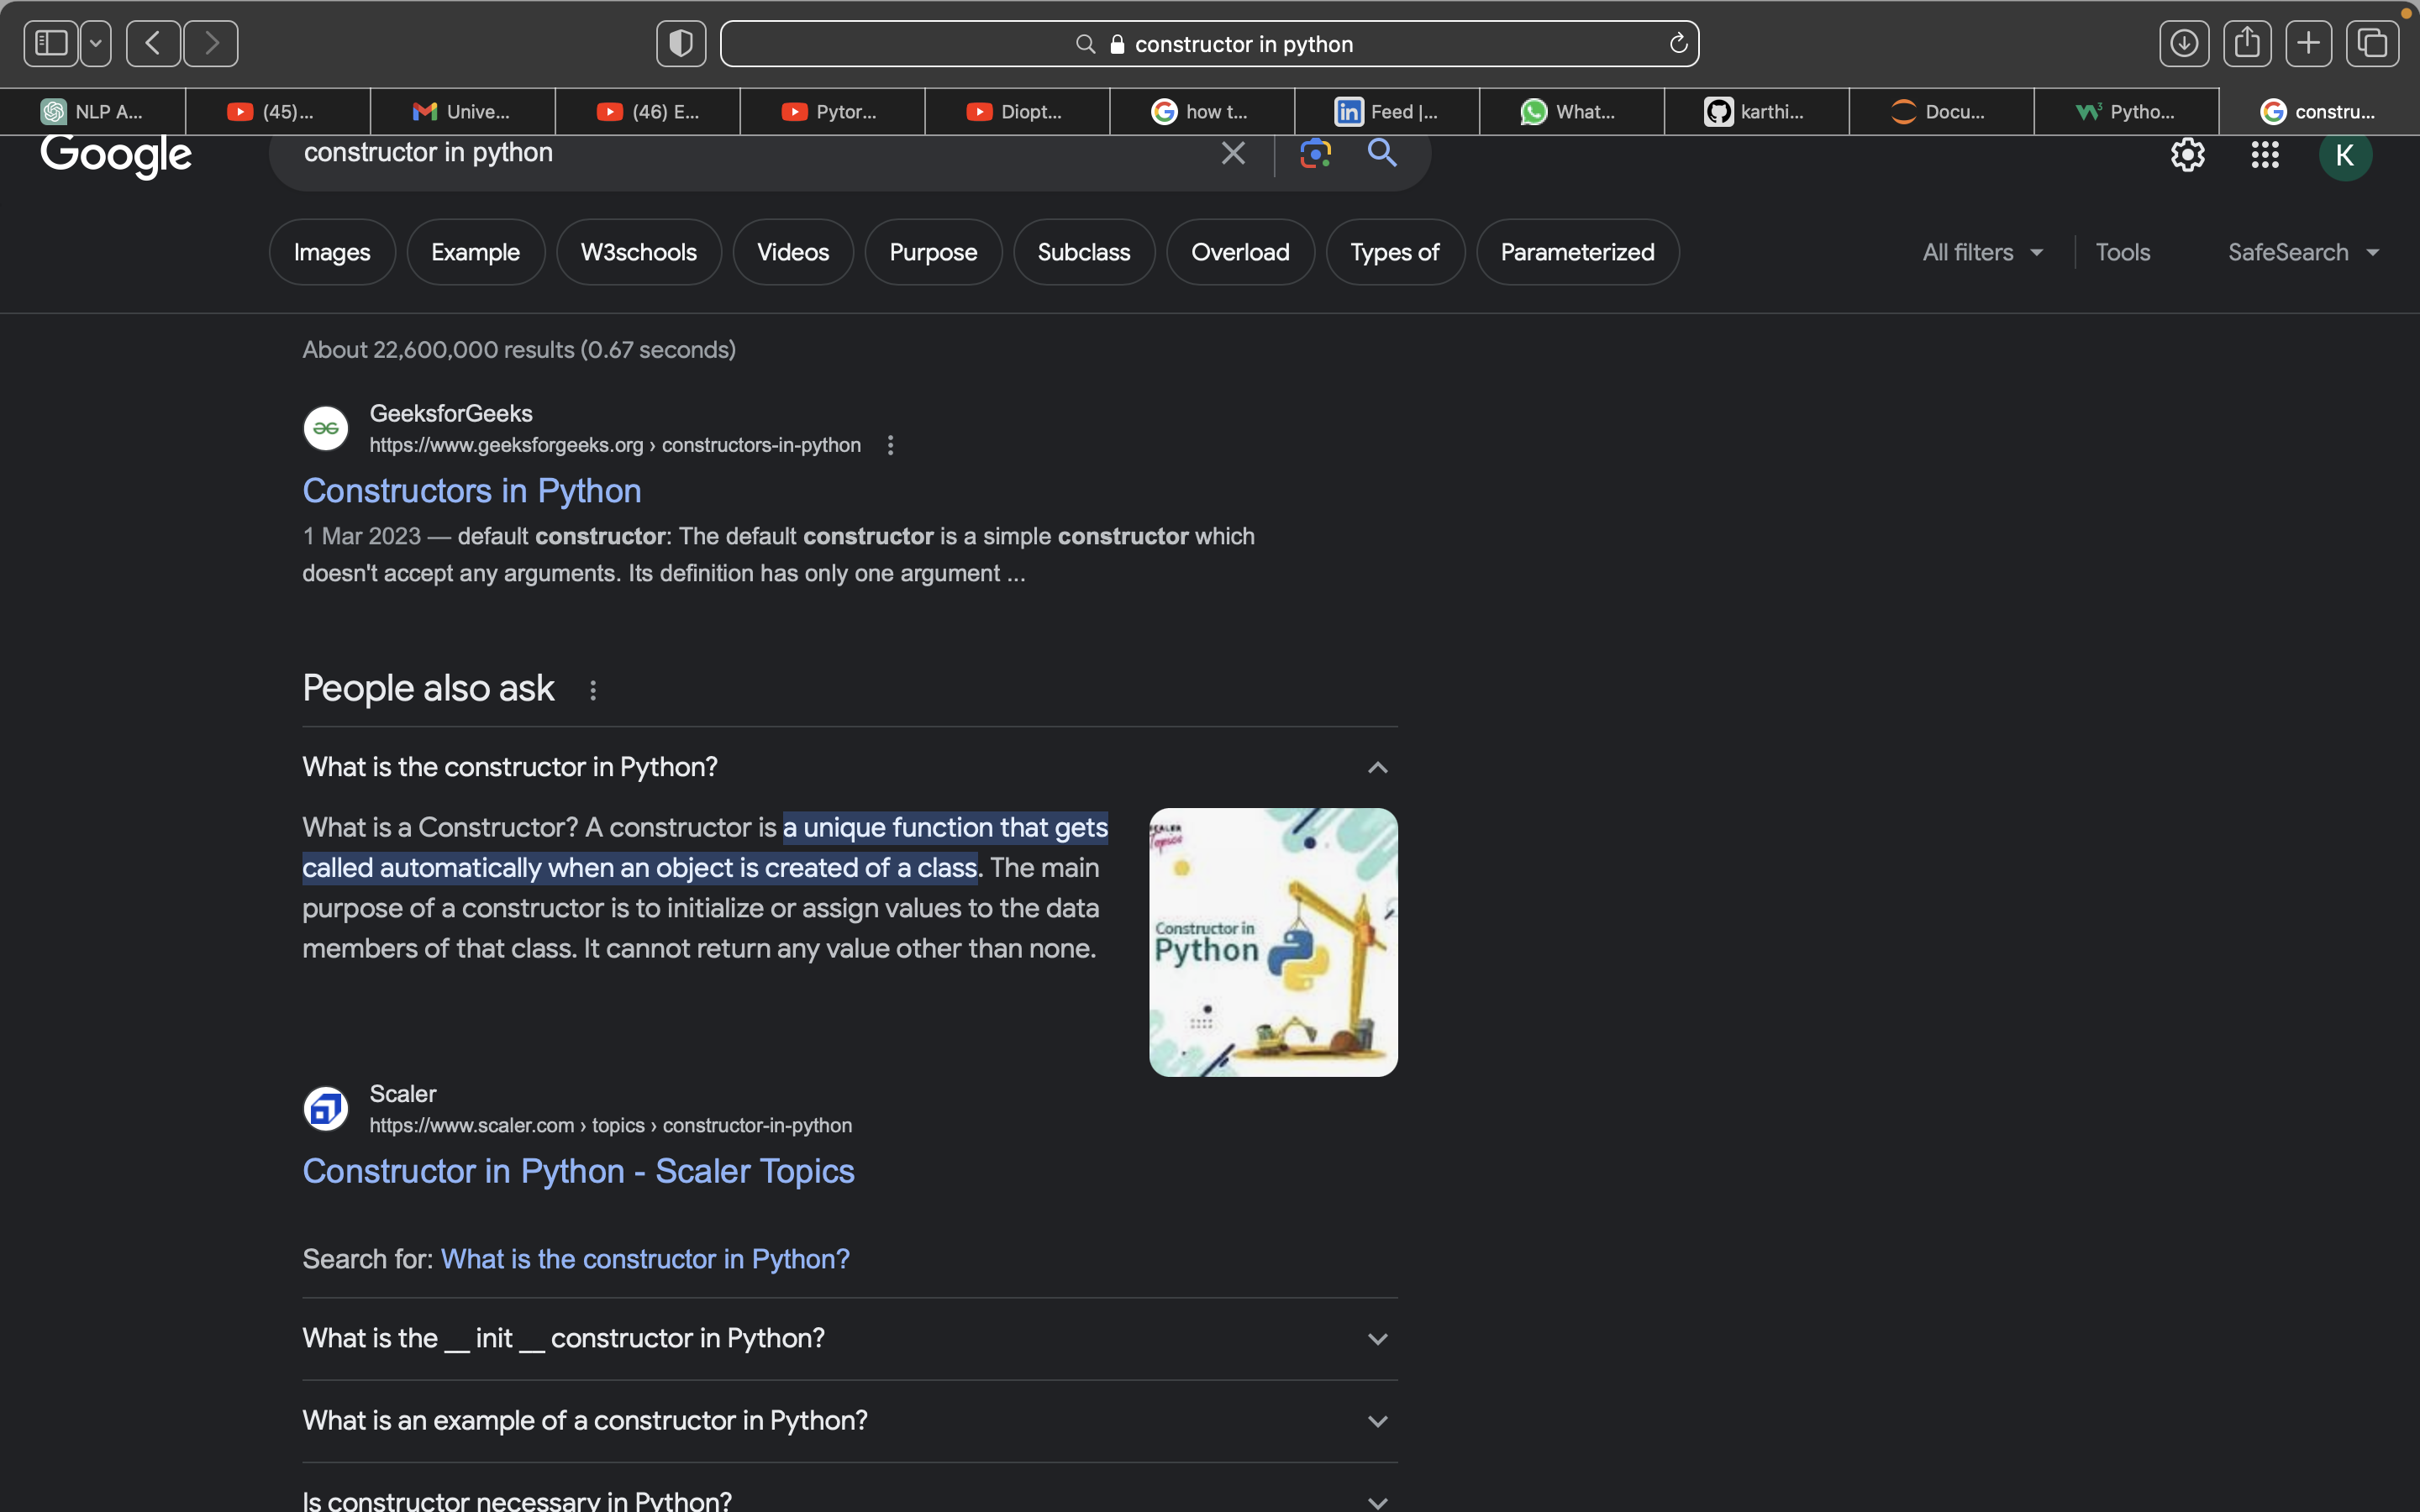 constructor in python
NLP A...
(45)...
Unive...
(46) E...
Pytor...
Diopt...
how t...
Feed |...
What...
karthi...
Docu...
Pytho...
constru...
Google
constructor in python
K
Images
Example
W3schools
Videos
Purpose
Subclass
Overload
Types of
Parameterized
All filters
Tools
SafeSearch
About 22,600,000 results (0.67 seconds)
GeeksforGeeks
https://www.geeksforgeeks.org › constructors-in-python
Constructors in Python
1 Mar 2023 — default constructor: The default constructor is a simple constructor which
doesn't accept any arguments. Its definition has only one argument ...
People also ask
What is the constructor in Python?
What is a Constructor? A constructor is a unique function that gets
called automatically when an object is created of a class. The main
purpose of a constructor is to initialize or assign values to the data
members of that class. It cannot return any value other than none.
SCALER
Topics
Constructor in
Python
Scaler
https://www.scaler.com › topics › constructor-in-python
Constructor in Python - Scaler Topics
Search for: What is the constructor in Python?
What is the __ init __ constructor in Python?
What is an example of a constructor in Python?
Is constructor necessary in Python?